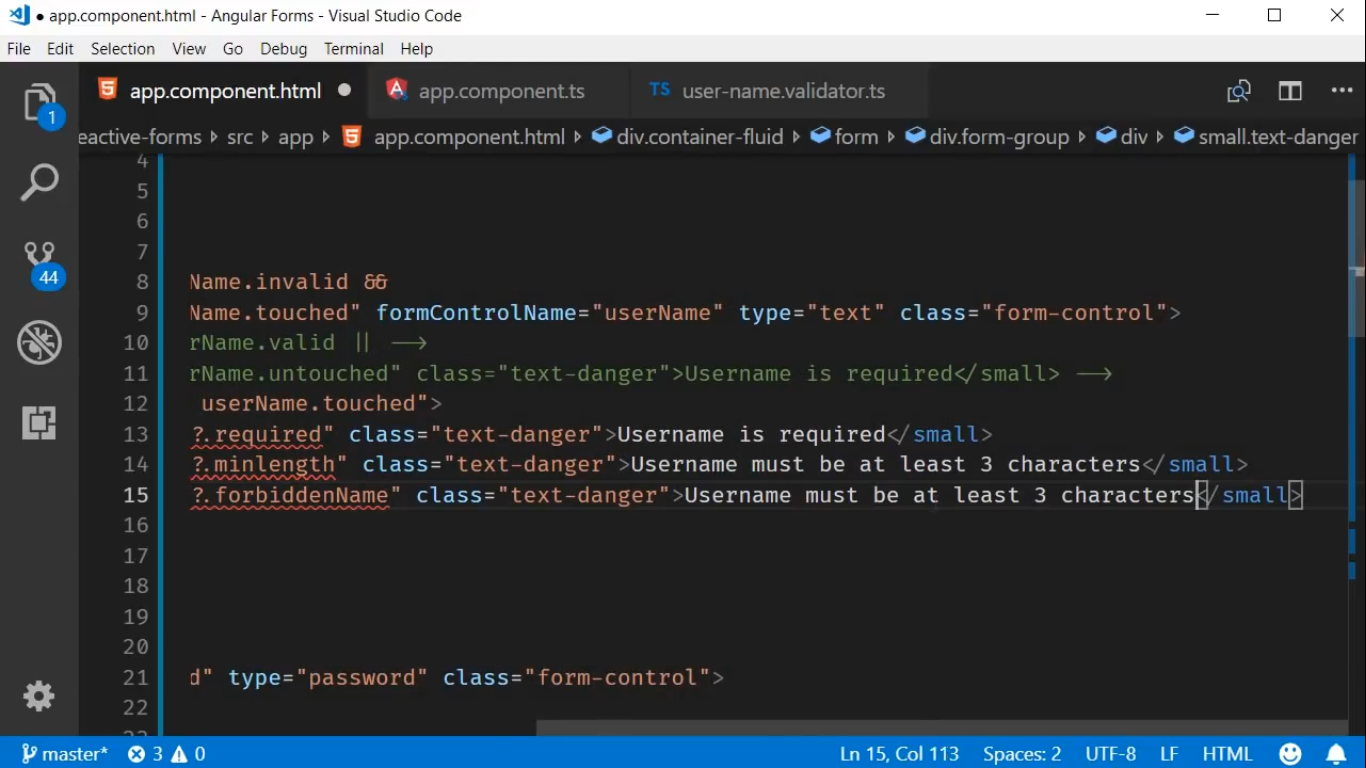 app.component.html - Angular Forms - Visual Studio Code
File Edit Selection View Go Debug Terminal Help
app.component.html app.component.ts TS user-name.validator.ts
1
eactive-forms src app app.component.html div.container-fluid form div.form-group div small.text-danger
4
5
6
7
8 Name.invalid &&
9 Name.touched" formControlName="userName" type="text" class="form-control">
10 rName.valid || -->
11 rName.untouched" class="text-danger">Username is required</small> -->
12 userName.touched">
13 ?.required" class="text-danger">Username is required</small>
14 ?.minlength" class="text-danger">Username must be at least 3 characters</small>
15 ?.forbiddenName" class="text-danger">Username must be at least 3 characters</small>
16
17
18
19
20
21 d" type="password" class="form-control">
22
44
master* 3 0 Ln 15, Col 113 Spaces: 2 UTF-8 LF HTML